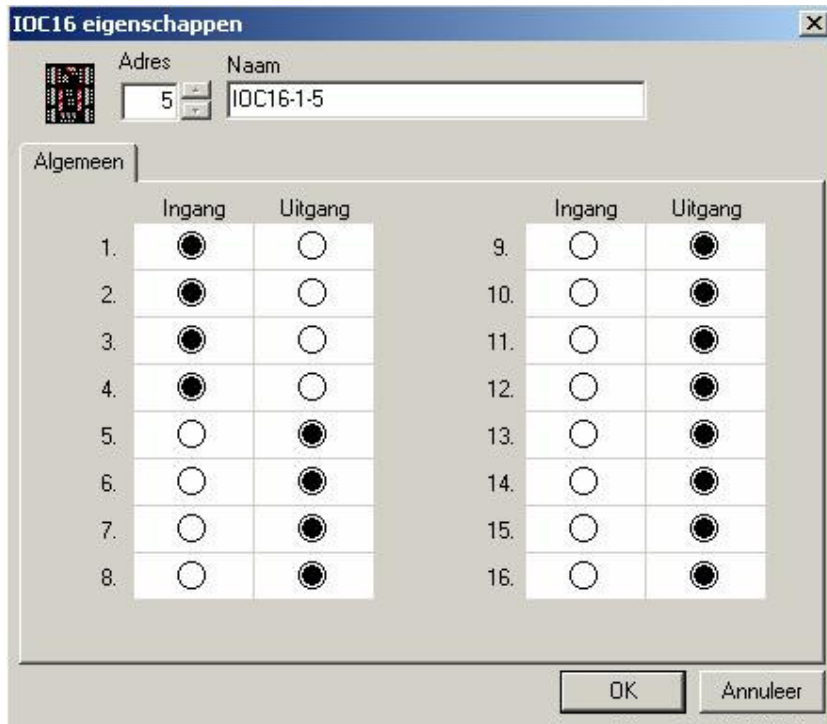 IOC16 eigenschappen
Adres Naam
5 IOC16-1-5
Algemeen
Ingang Uitgang Ingang Uitgang
1. 9.
2. 10.
3. 11.
4. 12.
5. 13.
6. 14.
7. 15.
8. 16.
OK Annuleer